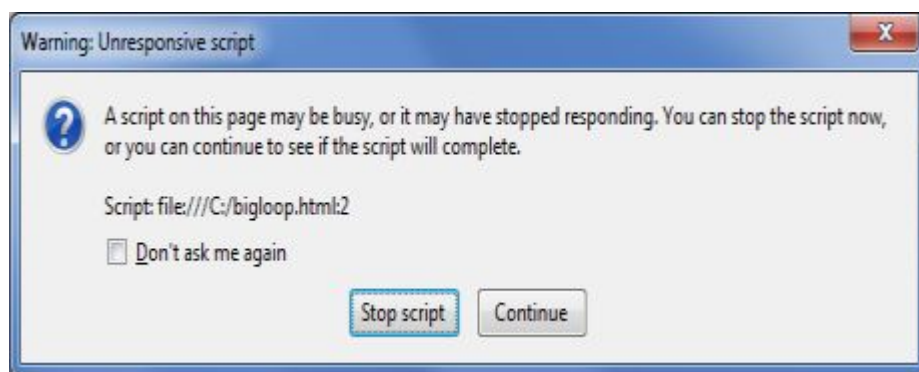 Warning: Unresponsive script
A script on this page may be busy, or it may have stopped responding. You can stop the script now,
or you can continue to see if the script will complete.
Script: file:///C:/bigloop.html:2
Don't ask me again
Stop script
Continue